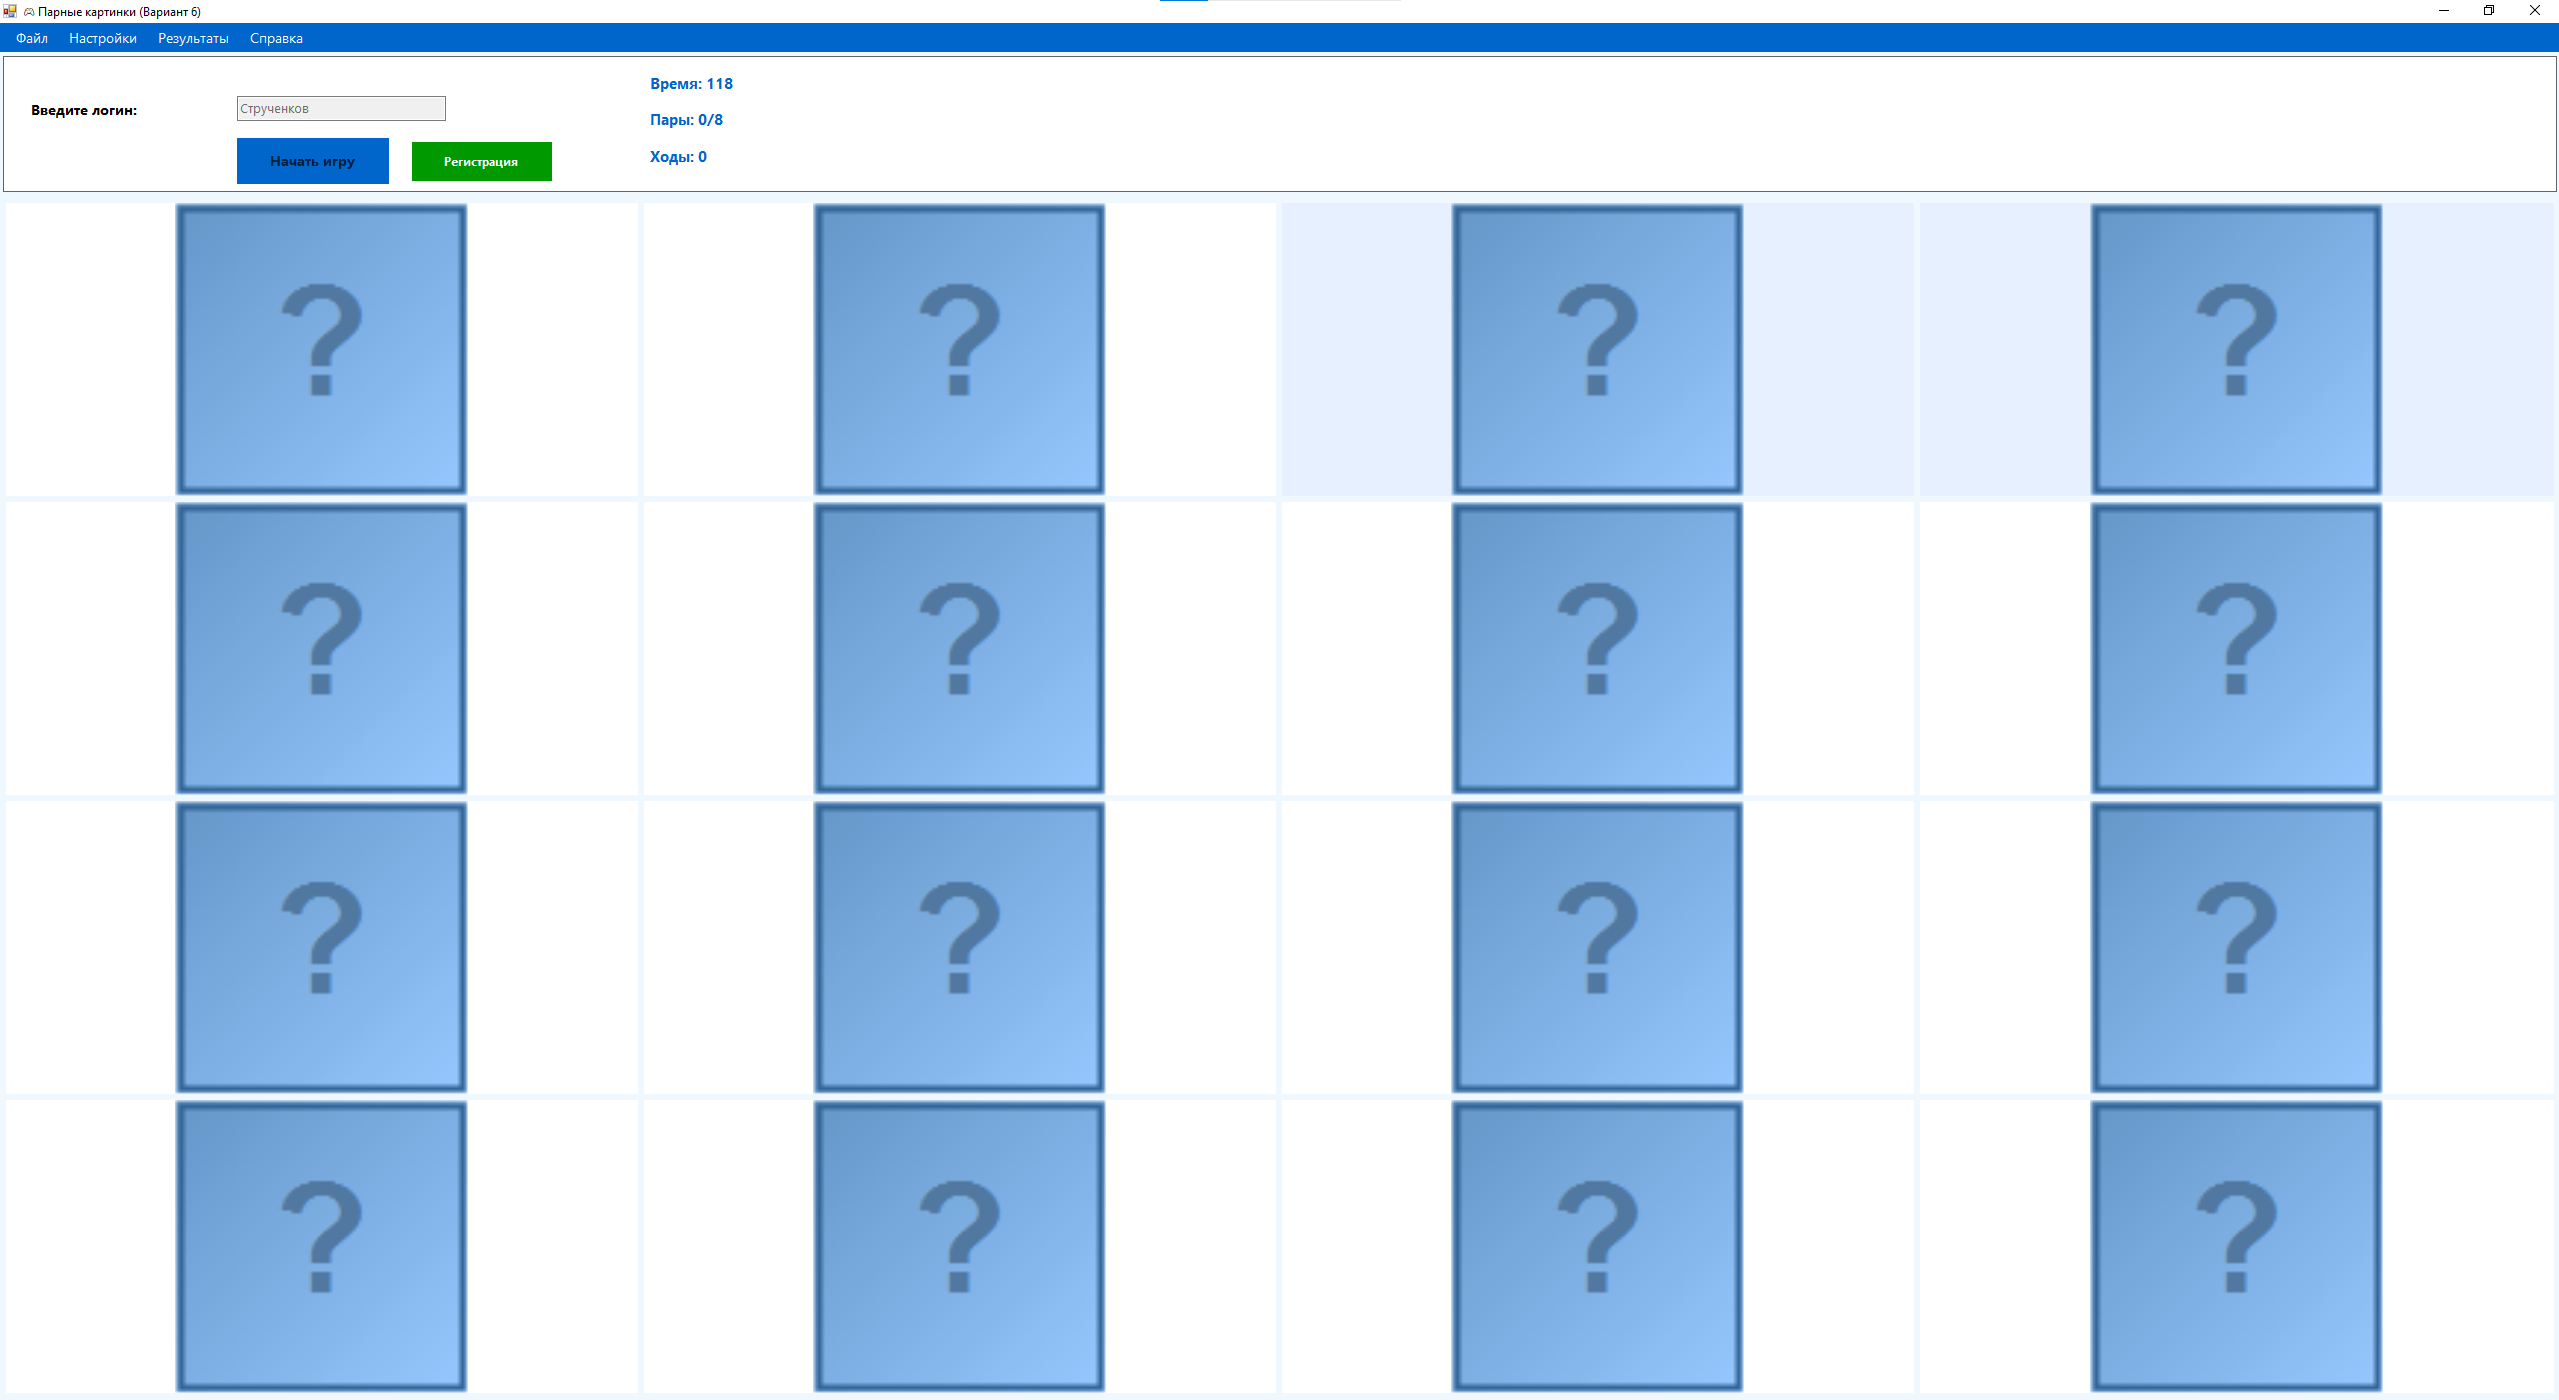 Парные картинки (Вариант 6)
Файл Настройки Результаты Справка
Введите логин:
Струченков
Начать игру
Регистрация
Время: 118
Пары: 0/8
Ходы: 0
? ? ? ?
? ? ? ?
? ? ? ?
? ? ? ?